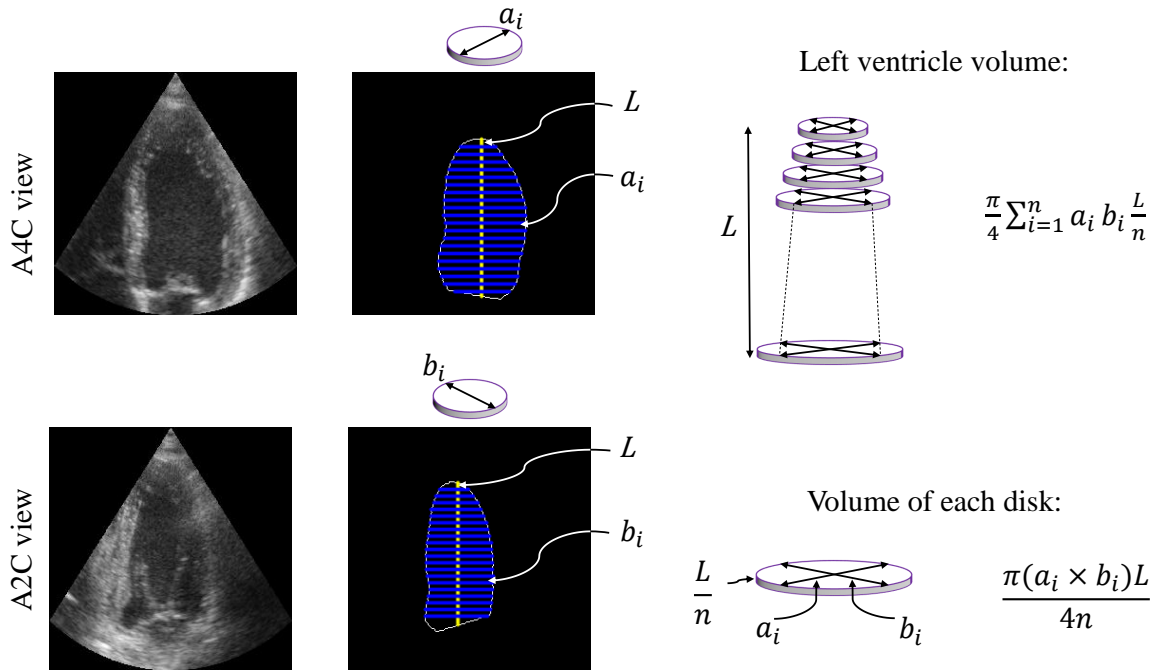 a_i
Left ventricle volume:
A4C view
L
a_i
L
π/4 ∑_{i=1}^{n} a_i b_i L/n
b_i
A2C view
L
b_i
Volume of each disk:
L/n
a_i
b_i
π(a_i × b_i)L / 4n